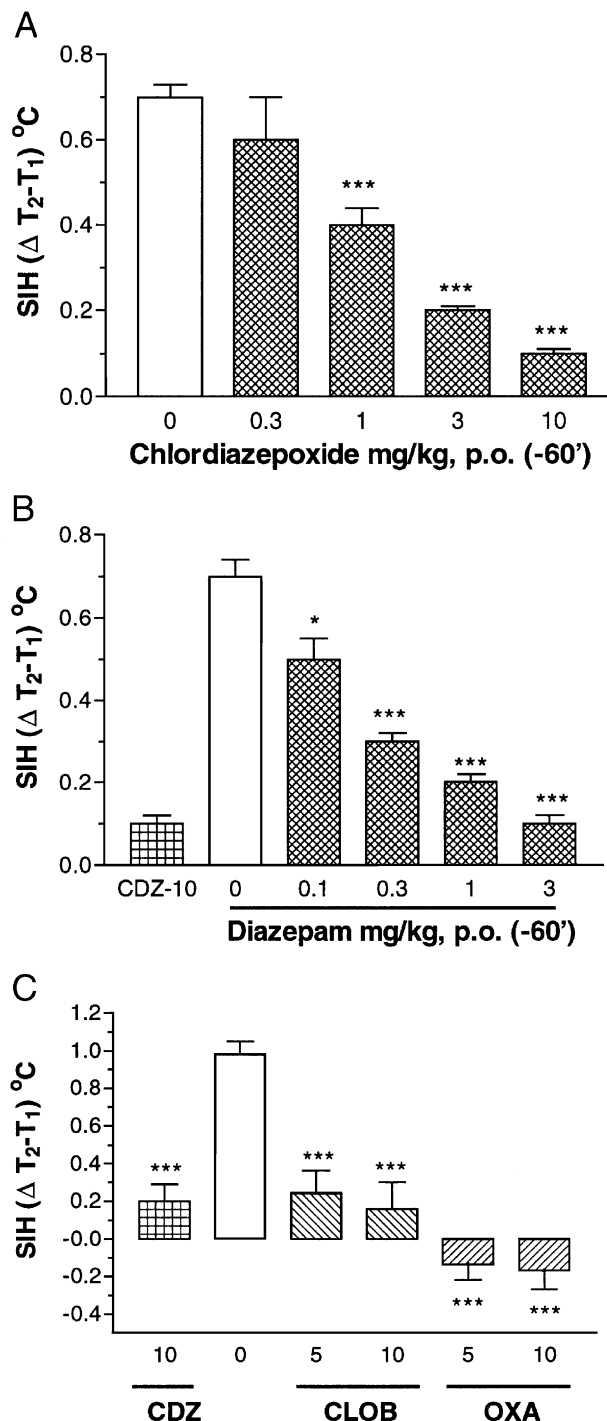 A
SIH (Δ T₂-T₁) ºC
0.8
0.6
0.4
0.2
0.0
***
***
***
0 0.3 1 3 10
Chlordiazepoxide mg/kg, p.o. (-60')
B
SIH (Δ T₂-T₁) ºC
0.8
0.6
0.4
0.2
0.0
*
***
***
***
CDZ-10 0 0.1 0.3 1 3
Diazepam mg/kg, p.o. (-60')
C
SIH (Δ T₂-T₁) ºC
1.2
1.0
0.8
0.6
0.4
0.2
-0.0
-0.2
-0.4
***
***
***
***
***
10 0 5 10 5 10
CDZ CLOB OXA